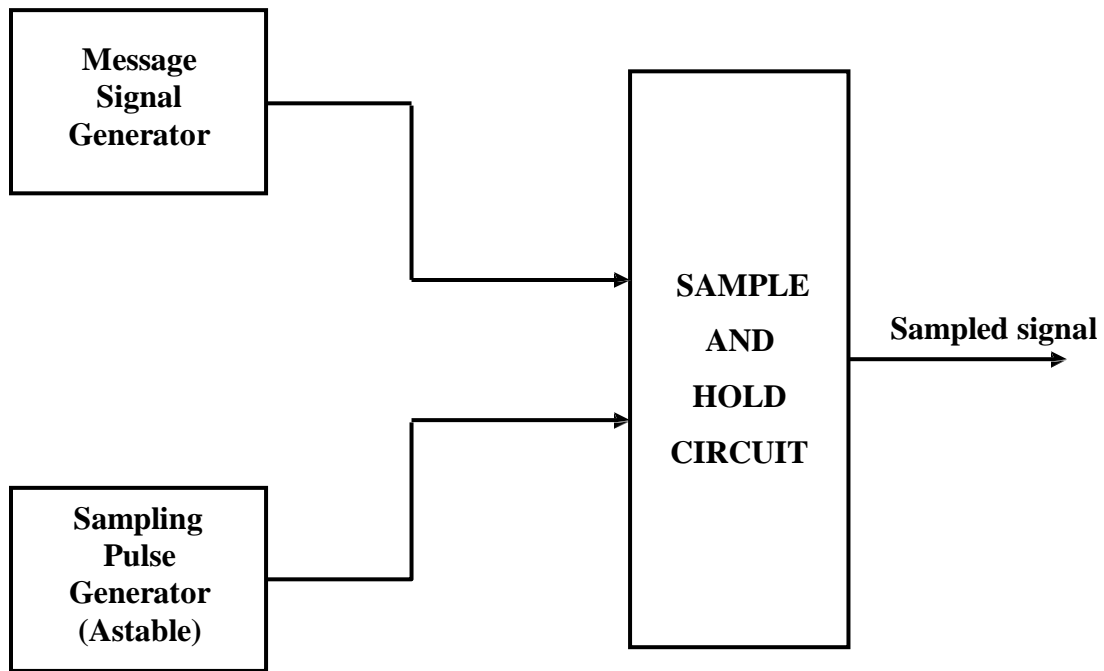 Message
Signal
Generator
SAMPLE
AND
HOLD
CIRCUIT
Sampled signal
Sampling
Pulse
Generator
(Astable)